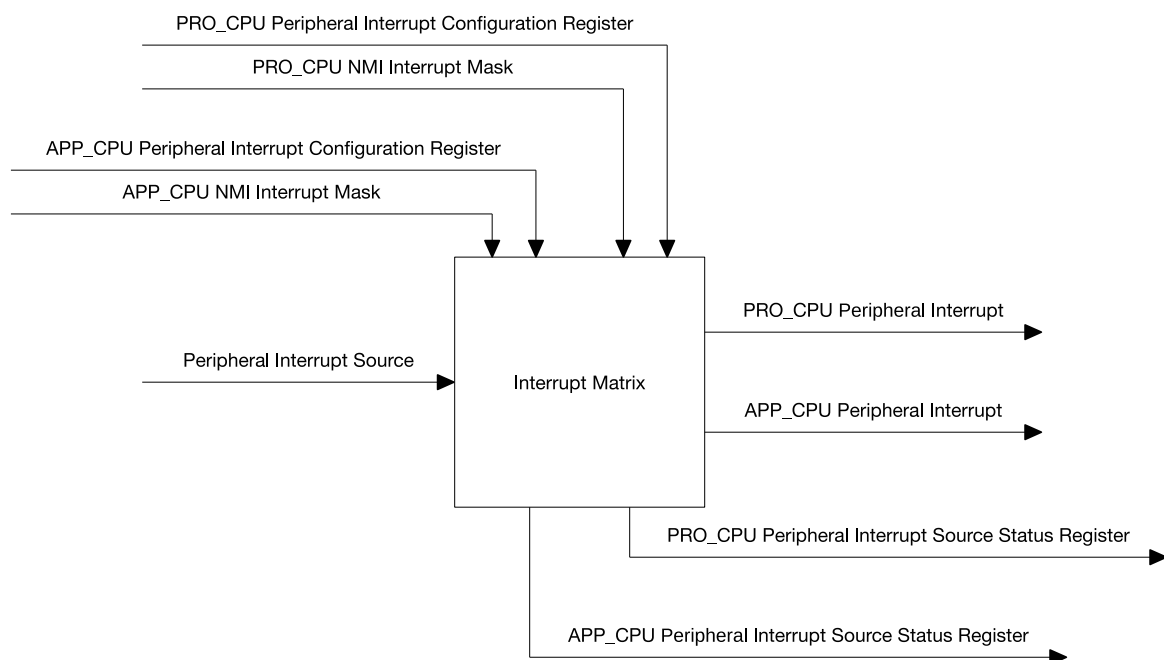 PRO_CPU Peripheral Interrupt Configuration Register
PRO_CPU NMI Interrupt Mask
APP_CPU Peripheral Interrupt Configuration Register
APP_CPU NMI Interrupt Mask
PRO_CPU Peripheral Interrupt
Peripheral Interrupt Source
Interrupt Matrix
APP_CPU Peripheral Interrupt
PRO_CPU Peripheral Interrupt Source Status Register
APP_CPU Peripheral Interrupt Source Status Register